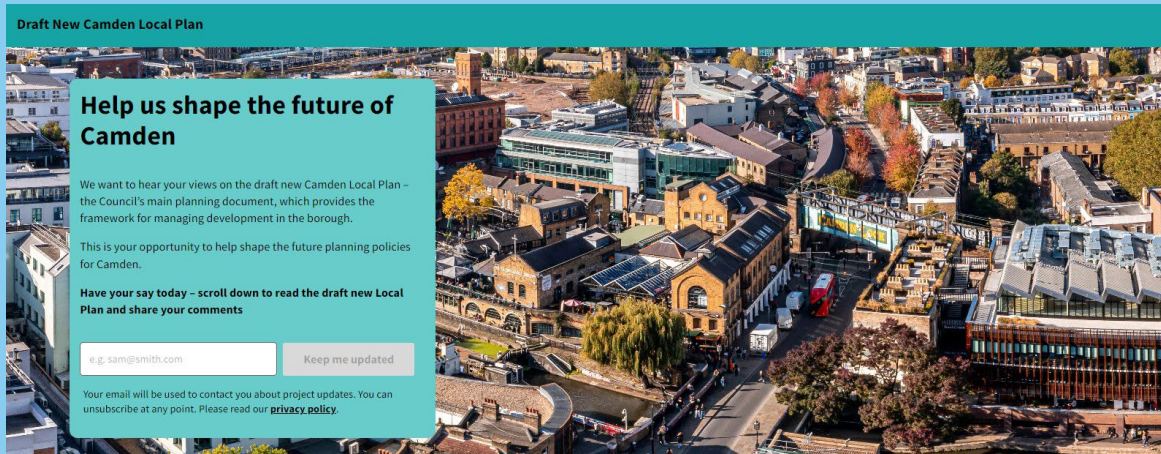 Draft New Camden Local Plan
Help us shape the future of
Camden
We want to hear your views on the draft new Camden Local Plan –
the Council's main planning document, which provides the
framework for managing development in the borough.
This is your opportunity to help shape the future planning policies
for Camden.
Have your say today – scroll down to read the draft new Local
Plan and share your comments
e.g. sam@smith.com
Keep me updated
Your email will be used to contact you about project updates. You can
unsubscribe at any point. Please read our privacy policy.